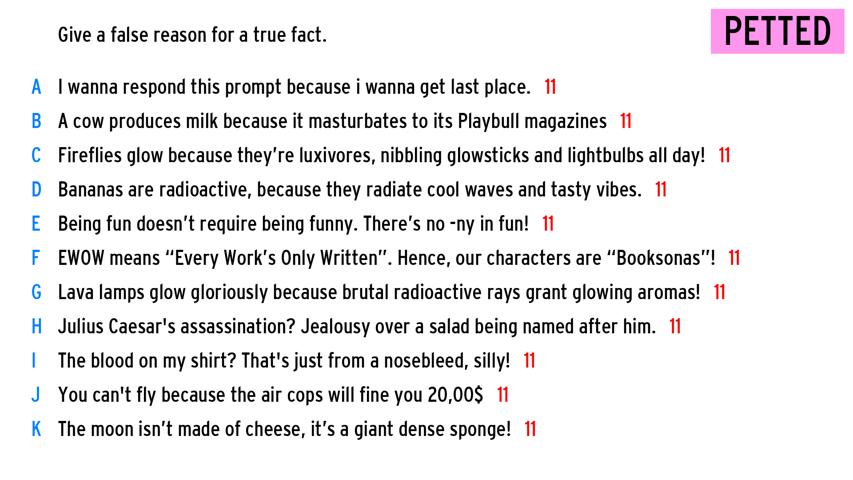 Give a false reason for a true fact.
PETTED
A I wanna respond this prompt because i wanna get last place. 11
B A cow produces milk because it masturbates to its Playbull magazines 11
C Fireflies glow because they’re luxivores, nibbling glowsticks and lightbulbs all day! 11
D Bananas are radioactive, because they radiate cool waves and tasty vibes. 11
E Being fun doesn’t require being funny. There’s no -ny in fun! 11
F EWOW means “Every Work’s Only Written”. Hence, our characters are “Booksonas”! 11
G Lava lamps glow gloriously because brutal radioactive rays grant glowing aromas! 11
H Julius Caesar's assassination? Jealousy over a salad being named after him. 11
I The blood on my shirt? That's just from a nosebleed, silly! 11
J You can't fly because the air cops will fine you 20,00$ 11
K The moon isn’t made of cheese, it’s a giant dense sponge! 11